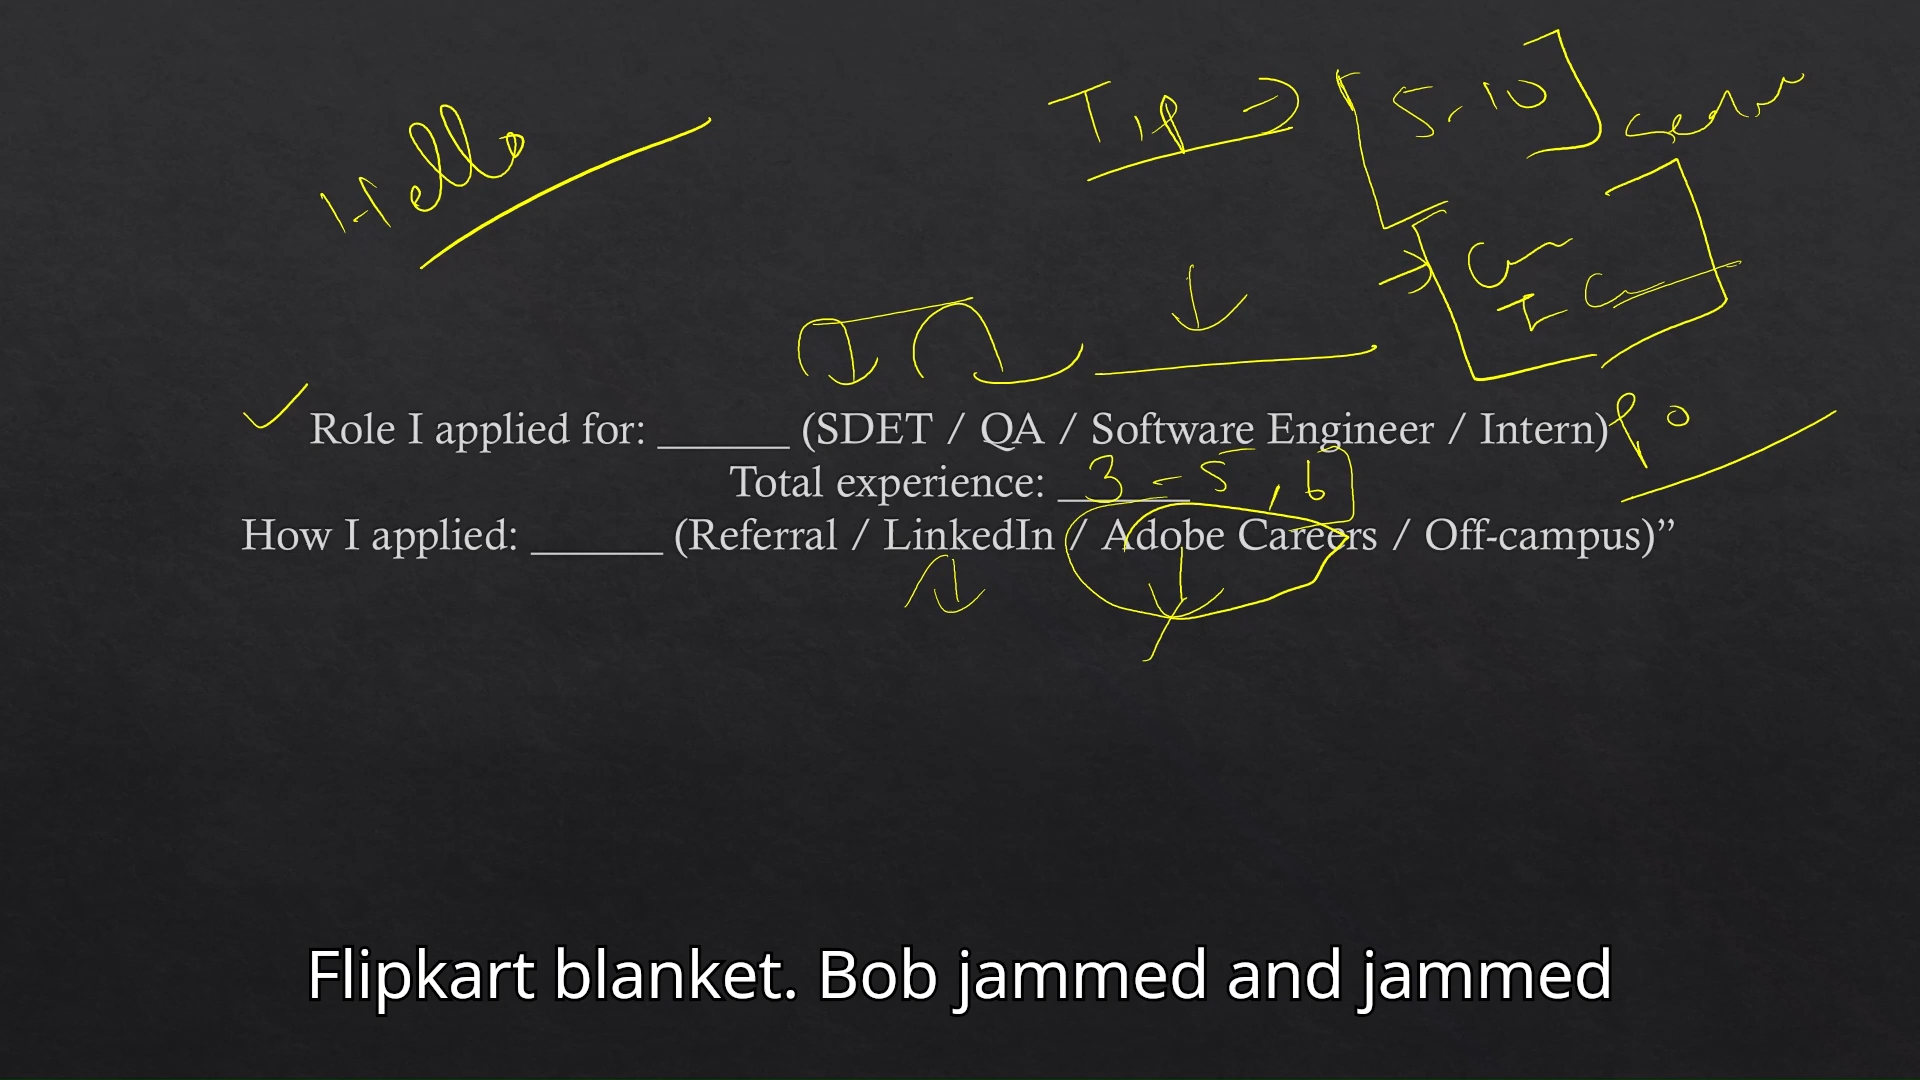 Hello
Tip → [5-10]
Role I applied for: ______ (SDET / QA / Software Engineer / Intern)
Total experience: ______ 3 - 5, 6
How I applied: ______ (Referral / LinkedIn / Adobe Careers / Off-campus)”
Flipkart blanket. Bob jammed and jammed